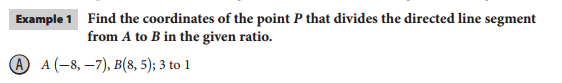 Example 1 Find the coordinates of the point P that divides the directed line segment
from A to B in the given ratio.
A A (−8, −7), B(8, 5); 3 to 1